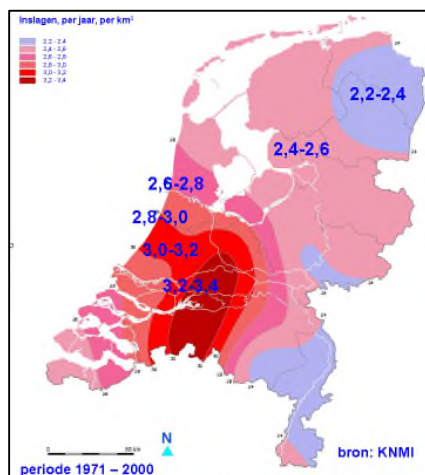 Inslagen, per jaar, per km²
2,2 - 2,4
2,4 - 2,6
2,6 - 2,8
2,8 - 3,0
3,0 - 3,2
3,2 - 3,4
2,2-2,4
2,4-2,6
2,6-2,8
2,8-3,0
3,0-3,2
3,2-3,4
N
bron: KNMI
periode 1971 – 2000